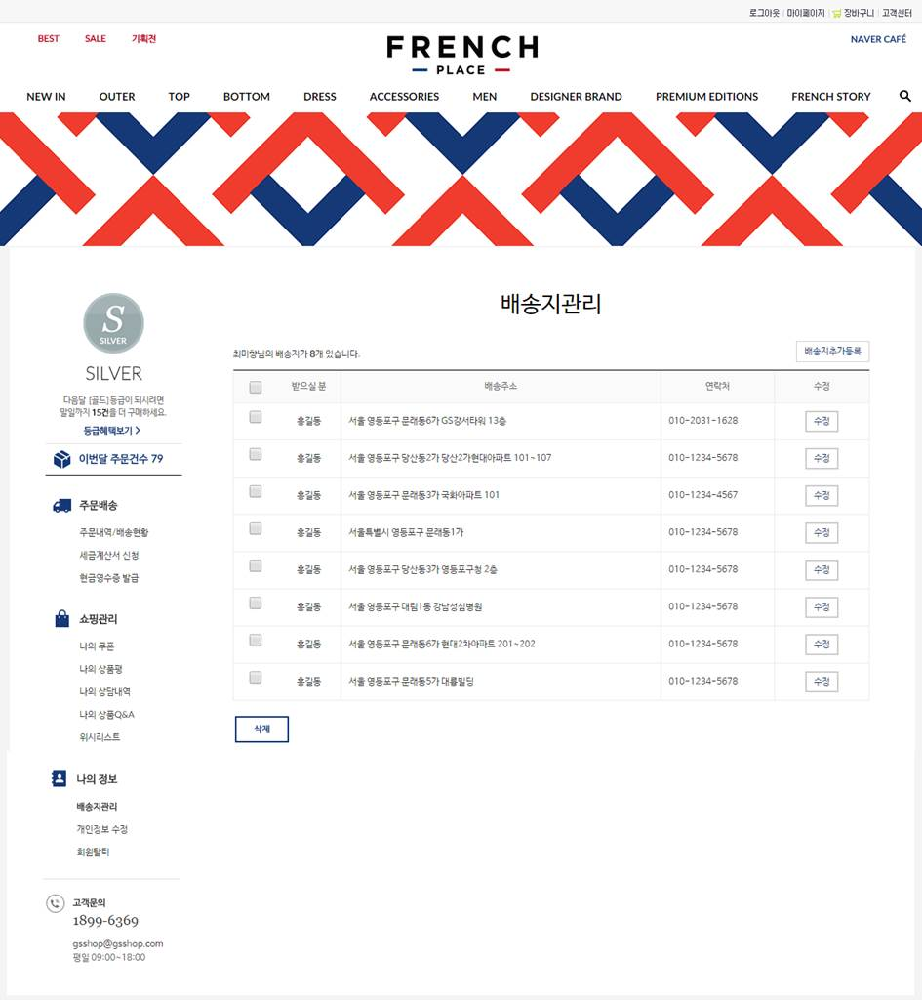 로그아웃 | 마이페이지 | 장바구니 | 고객센터
BEST SALE 기획전
FRENCH
PLACE
NAVER CAFÉ
NEW IN OUTER TOP BOTTOM DRESS ACCESSORIES MEN DESIGNER BRAND PREMIUM EDITIONS FRENCH STORY
S
SILVER
SILVER
다음달 [골드]등급이 되시려면
말일까지 15건을 더 구매하세요.
등급혜택보기 >
이번달 주문건수 79
주문배송
주문내역/배송현황
세금계산서 신청
현금영수증 발급
쇼핑관리
나의 쿠폰
나의 상품평
나의 상담내역
나의 상품Q&A
위시리스트
나의 정보
배송지관리
개인정보 수정
회원탈퇴
고객문의
1899-6369
gsshop@gsshop.com
평일 09:00~18:00
배송지관리
최미향님의 배송지가 8개 있습니다.
배송지추가등록
받으실 분 배송주소 연락처 수정
홍길동 서울 영등포구 문래동6가 GS강서타워 13층 010-2031-1628 수정
홍길동 서울 영등포구 당산동2가 당산2가현대아파트 101~107 010-1234-5678 수정
홍길동 서울 영등포구 문래동3가 국화아파트 101 010-1234-4567 수정
홍길동 서울특별시 영등포구 문래동1가 010-1234-5678 수정
홍길동 서울 영등포구 당산동3가 영등포구청 2층 010-1234-5678 수정
홍길동 서울 영등포구 대림1동 강남성심병원 010-1234-5678 수정
홍길동 서울 영등포구 문래동6가 현대2차아파트 201~202 010-1234-5678 수정
홍길동 서울 영등포구 문래동5가 대륭빌딩 010-1234-5678 수정
삭제